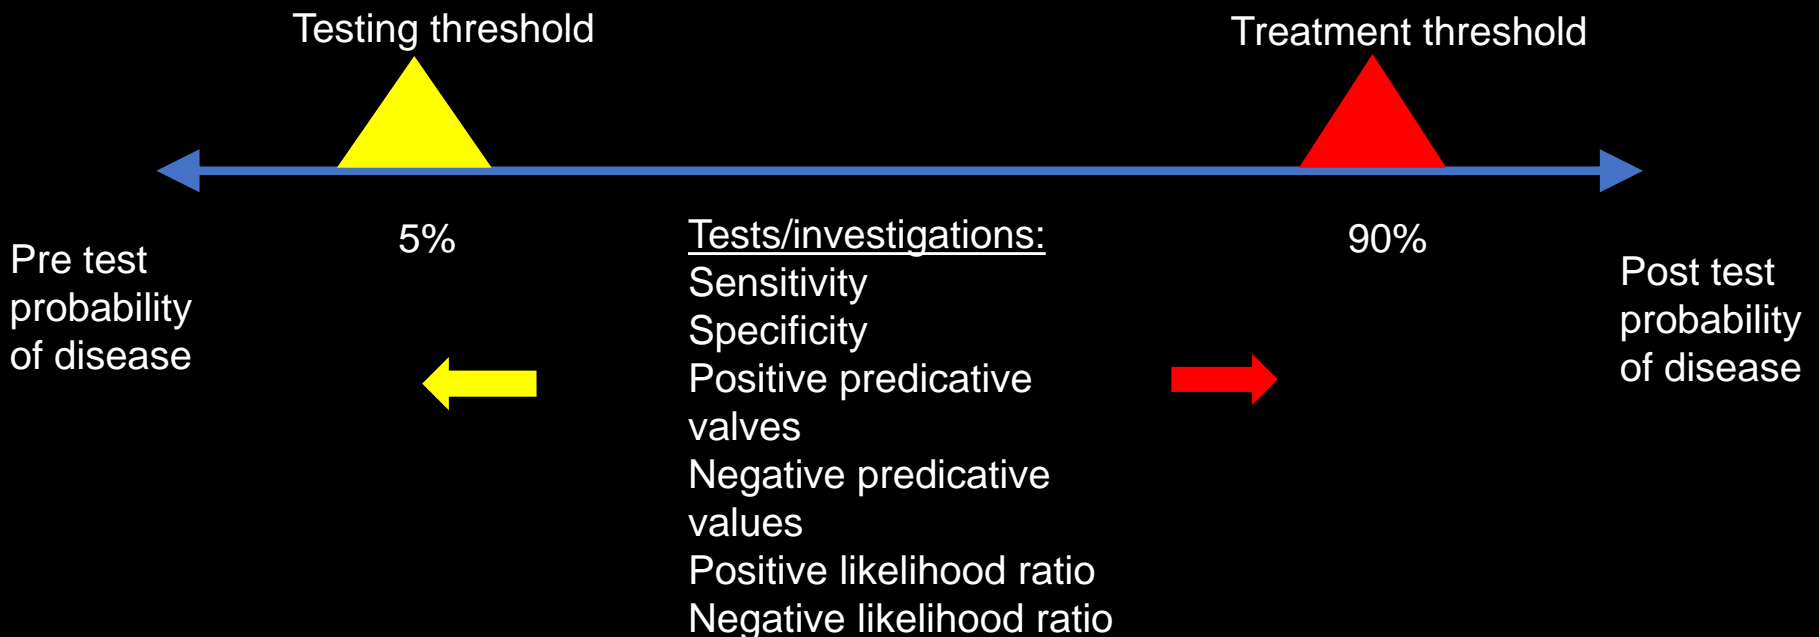 Testing threshold
Treatment threshold
5%
90%
Pre test
probability
of disease
Tests/investigations:
Sensitivity
Specificity
Positive predicative
valves
Negative predicative
values
Positive likelihood ratio
Negative likelihood ratio
Post test
probability
of disease